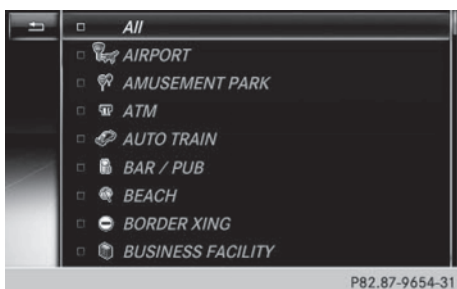 All
AIRPORT
AMUSEMENT PARK
ATM
AUTO TRAIN
BAR / PUB
BEACH
BORDER XING
BUSINESS FACILITY
P82.87-9654-31